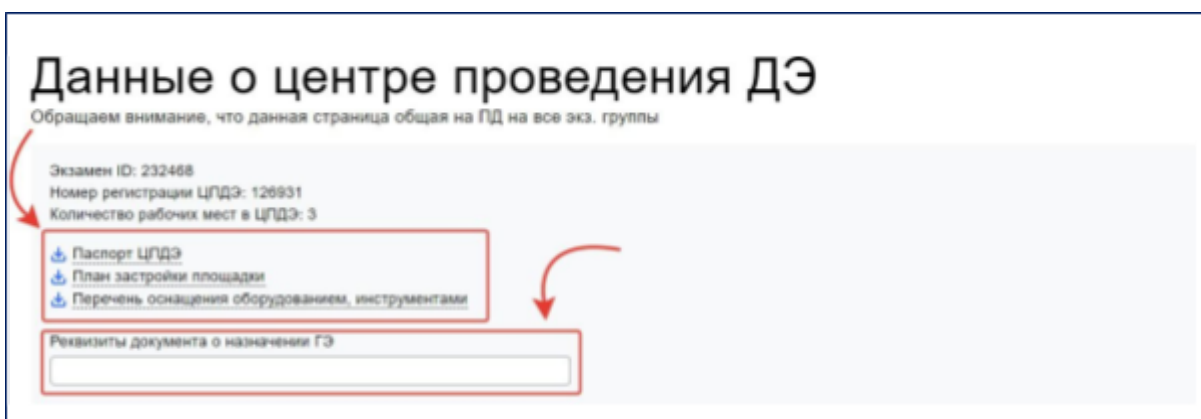 Данные о центре проведения ДЭ
Обращаем внимание, что данная страница общая на ПД на все экз. группы
Экзамен ID: 232468
Номер регистрации ЦПДЭ: 126931
Количество рабочих мест в ЦПДЭ: 3
Паспорт ЦПДЭ
План застройки площадки
Перечень оснащения оборудованием, инструментами
Реквизиты документа о назначении ГЭ